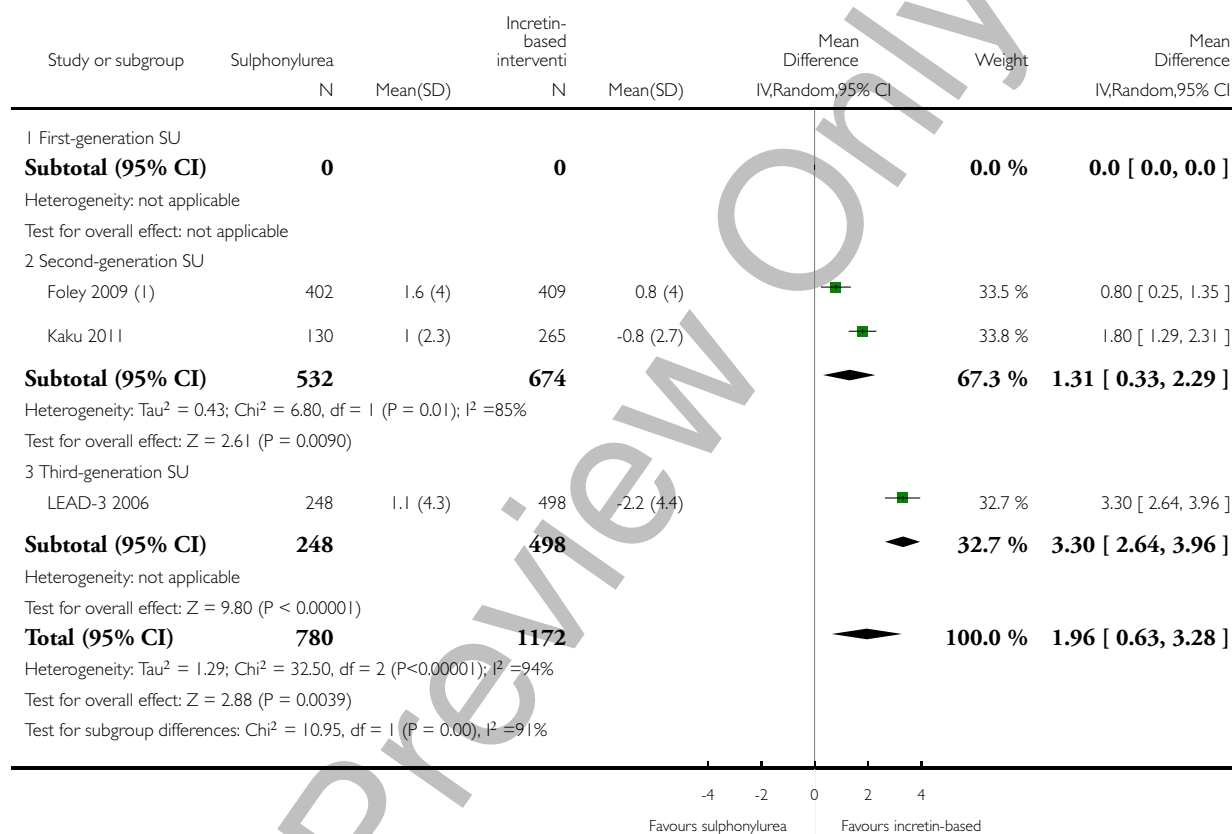 Study or subgroup Sulphonylurea Incretin-based interventi Mean Difference Weight Mean Difference
N Mean(SD) N Mean(SD) IV,Random,95% CI IV,Random,95% CI
1 First-generation SU
Subtotal (95% CI) 0 0 0.0 % 0.0 [ 0.0, 0.0 ]
Heterogeneity: not applicable
Test for overall effect: not applicable
2 Second-generation SU
Foley 2009 (1) 402 1.6 (4) 409 0.8 (4) 33.5 % 0.80 [ 0.25, 1.35 ]
Kaku 2011 130 1 (2.3) 265 -0.8 (2.7) 33.8 % 1.80 [ 1.29, 2.31 ]
Subtotal (95% CI) 532 674 67.3 % 1.31 [ 0.33, 2.29 ]
Heterogeneity: Tau² = 0.43; Chi² = 6.80, df = 1 (P = 0.01); I² =85%
Test for overall effect: Z = 2.61 (P = 0.0090)
3 Third-generation SU
LEAD-3 2006 248 1.1 (4.3) 498 -2.2 (4.4) 32.7 % 3.30 [ 2.64, 3.96 ]
Subtotal (95% CI) 248 498 32.7 % 3.30 [ 2.64, 3.96 ]
Heterogeneity: not applicable
Test for overall effect: Z = 9.80 (P < 0.00001)
Total (95% CI) 780 1172 100.0 % 1.96 [ 0.63, 3.28 ]
Heterogeneity: Tau² = 1.29; Chi² = 32.50, df = 2 (P<0.00001); I² =94%
Test for overall effect: Z = 2.88 (P = 0.0039)
Test for subgroup differences: Chi² = 10.95, df = 1 (P = 0.00), I² =91%
-4 -2 0 2 4
Favours sulphonylurea Favours incretin-based
Preview Only